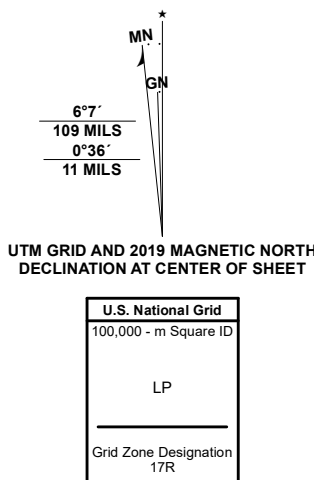 ★
MN
GN
6°7´
109 MILS
0°36´
11 MILS
UTM GRID AND 2019 MAGNETIC NORTH
DECLINATION AT CENTER OF SHEET
U.S. National Grid
100,000 - m Square ID
LP
Grid Zone Designation
17R